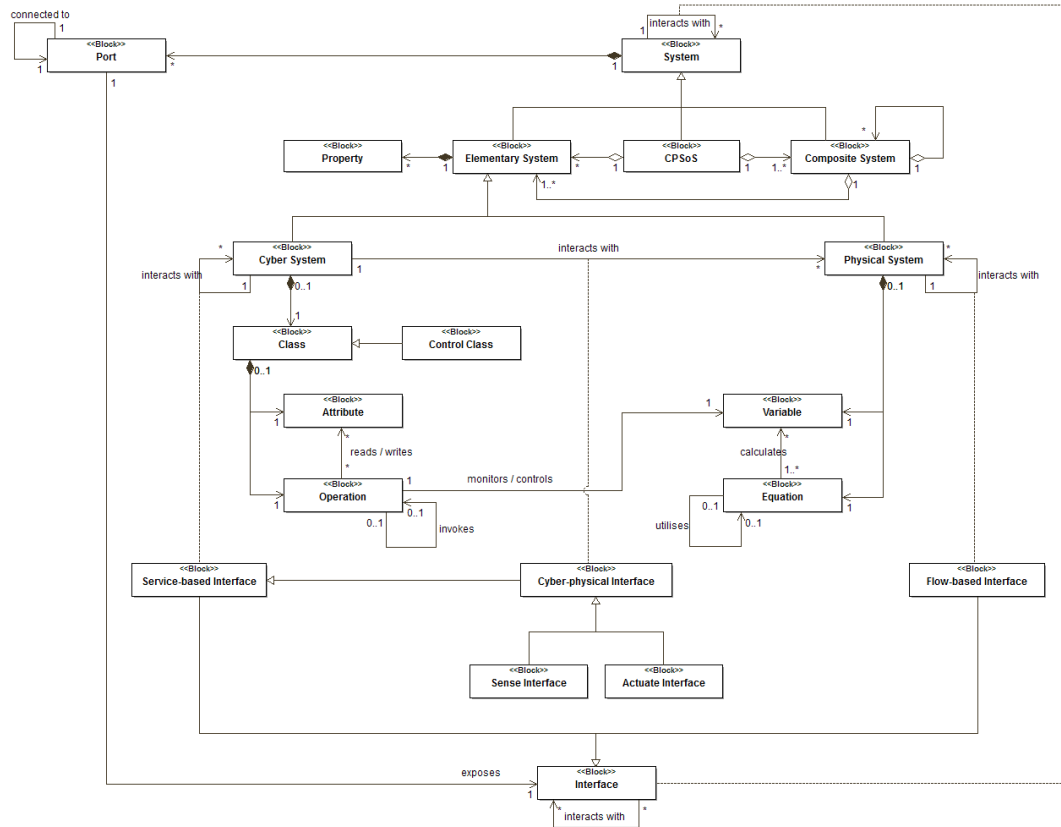 connected to
1
1
<<Block>>
Port
*
1
1
interacts with
*
<<Block>>
System
1
<<Block>>
Property
*
1
<<Block>>
Elementary System
*
1..*
1
<<Block>>
CPSoS
1
1..*
*
<<Block>>
Composite System
1
1
*
<<Block>>
Cyber System
interacts with
1
0..1
1
interacts with
1
*
<<Block>>
Physical System
*
interacts with
1
0..1
<<Block>>
Class
0..1
<<Block>>
Control Class
<<Block>>
Attribute
1
*
reads / writes
*
<<Block>>
Operation
1
1
0..1
0..1
invokes
monitors / controls
1
<<Block>>
Variable
1
*
calculates
1..*
<<Block>>
Equation
1
0..1
0..1
utilises
<<Block>>
Service-based Interface
<<Block>>
Cyber-physical Interface
<<Block>>
Flow-based Interface
<<Block>>
Sense Interface
<<Block>>
Actuate Interface
exposes
1
<<Block>>
Interface
*
interacts with
*